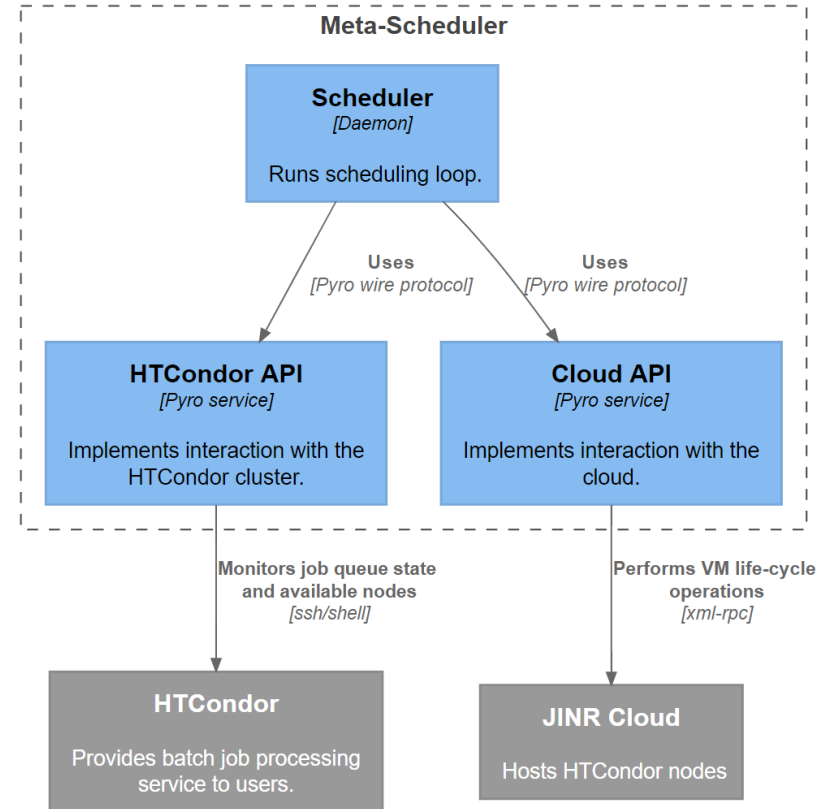 Meta-Scheduler
Scheduler
[Daemon]
Runs scheduling loop.
Uses
[Pyro wire protocol]
Uses
[Pyro wire protocol]
HTCondor API
[Pyro service]
Implements interaction with the
HTCondor cluster.
Cloud API
[Pyro service]
Implements interaction with the
cloud.
Monitors job queue state
and available nodes
[ssh/shell]
Performs VM life-cycle
operations
[xml-rpc]
HTCondor
Provides batch job processing
service to users.
JINR Cloud
Hosts HTCondor nodes